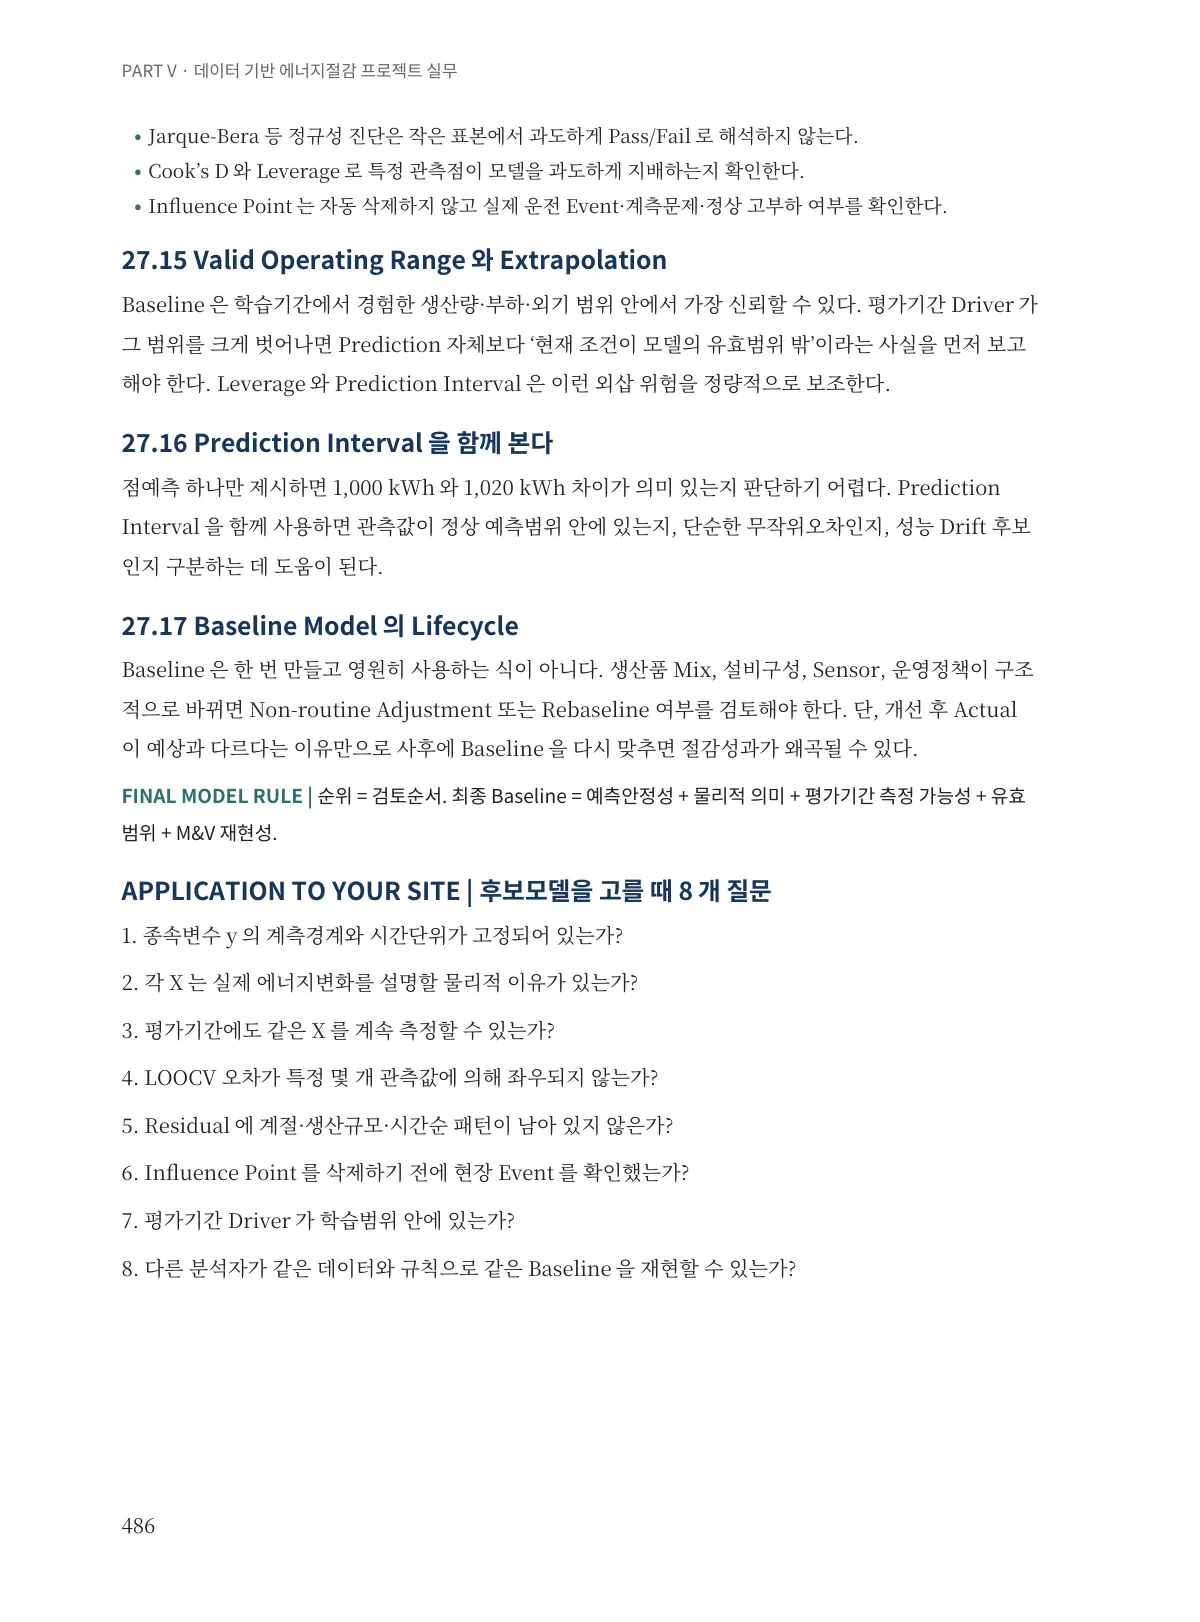 PART V · 데이터 기반 에너지절감 프로젝트 실무
• Jarque-Bera 등 정규성 진단은 작은 표본에서 과도하게 Pass/Fail 로 해석하지 않는다.
• Cook’s D 와 Leverage 로 특정 관측점이 모델을 과도하게 지배하는지 확인한다.
• Influence Point 는 자동 삭제하지 않고 실제 운전 Event·계측문제·정상 고부하 여부를 확인한다.
27.15 Valid Operating Range 와 Extrapolation
Baseline 은 학습기간에서 경험한 생산량·부하·외기 범위 안에서 가장 신뢰할 수 있다. 평가기간 Driver 가
그 범위를 크게 벗어나면 Prediction 자체보다 ‘현재 조건이 모델의 유효범위 밖’이라는 사실을 먼저 보고
해야 한다. Leverage 와 Prediction Interval 은 이런 외삽 위험을 정량적으로 보조한다.
27.16 Prediction Interval 을 함께 본다
점예측 하나만 제시하면 1,000 kWh 와 1,020 kWh 차이가 의미 있는지 판단하기 어렵다. Prediction
Interval 을 함께 사용하면 관측값이 정상 예측범위 안에 있는지, 단순한 무작위오차인지, 성능 Drift 후보
인지 구분하는 데 도움이 된다.
27.17 Baseline Model 의 Lifecycle
Baseline 은 한 번 만들고 영원히 사용하는 식이 아니다. 생산품 Mix, 설비구성, Sensor, 운영정책이 구조
적으로 바뀌면 Non-routine Adjustment 또는 Rebaseline 여부를 검토해야 한다. 단, 개선 후 Actual
이 예상과 다르다는 이유만으로 사후에 Baseline 을 다시 맞추면 절감성과가 왜곡될 수 있다.
FINAL MODEL RULE | 순위 = 검토순서. 최종 Baseline = 예측안정성 + 물리적 의미 + 평가기간 측정 가능성 + 유효
범위 + M&V 재현성.
APPLICATION TO YOUR SITE | 후보모델을 고를 때 8 개 질문
1. 종속변수 y 의 계측경계와 시간단위가 고정되어 있는가?
2. 각 X 는 실제 에너지변화를 설명할 물리적 이유가 있는가?
3. 평가기간에도 같은 X 를 계속 측정할 수 있는가?
4. LOOCV 오차가 특정 몇 개 관측값에 의해 좌우되지 않는가?
5. Residual 에 계절·생산규모·시간순 패턴이 남아 있지 않은가?
6. Influence Point 를 삭제하기 전에 현장 Event 를 확인했는가?
7. 평가기간 Driver 가 학습범위 안에 있는가?
8. 다른 분석자가 같은 데이터와 규칙으로 같은 Baseline 을 재현할 수 있는가?
486